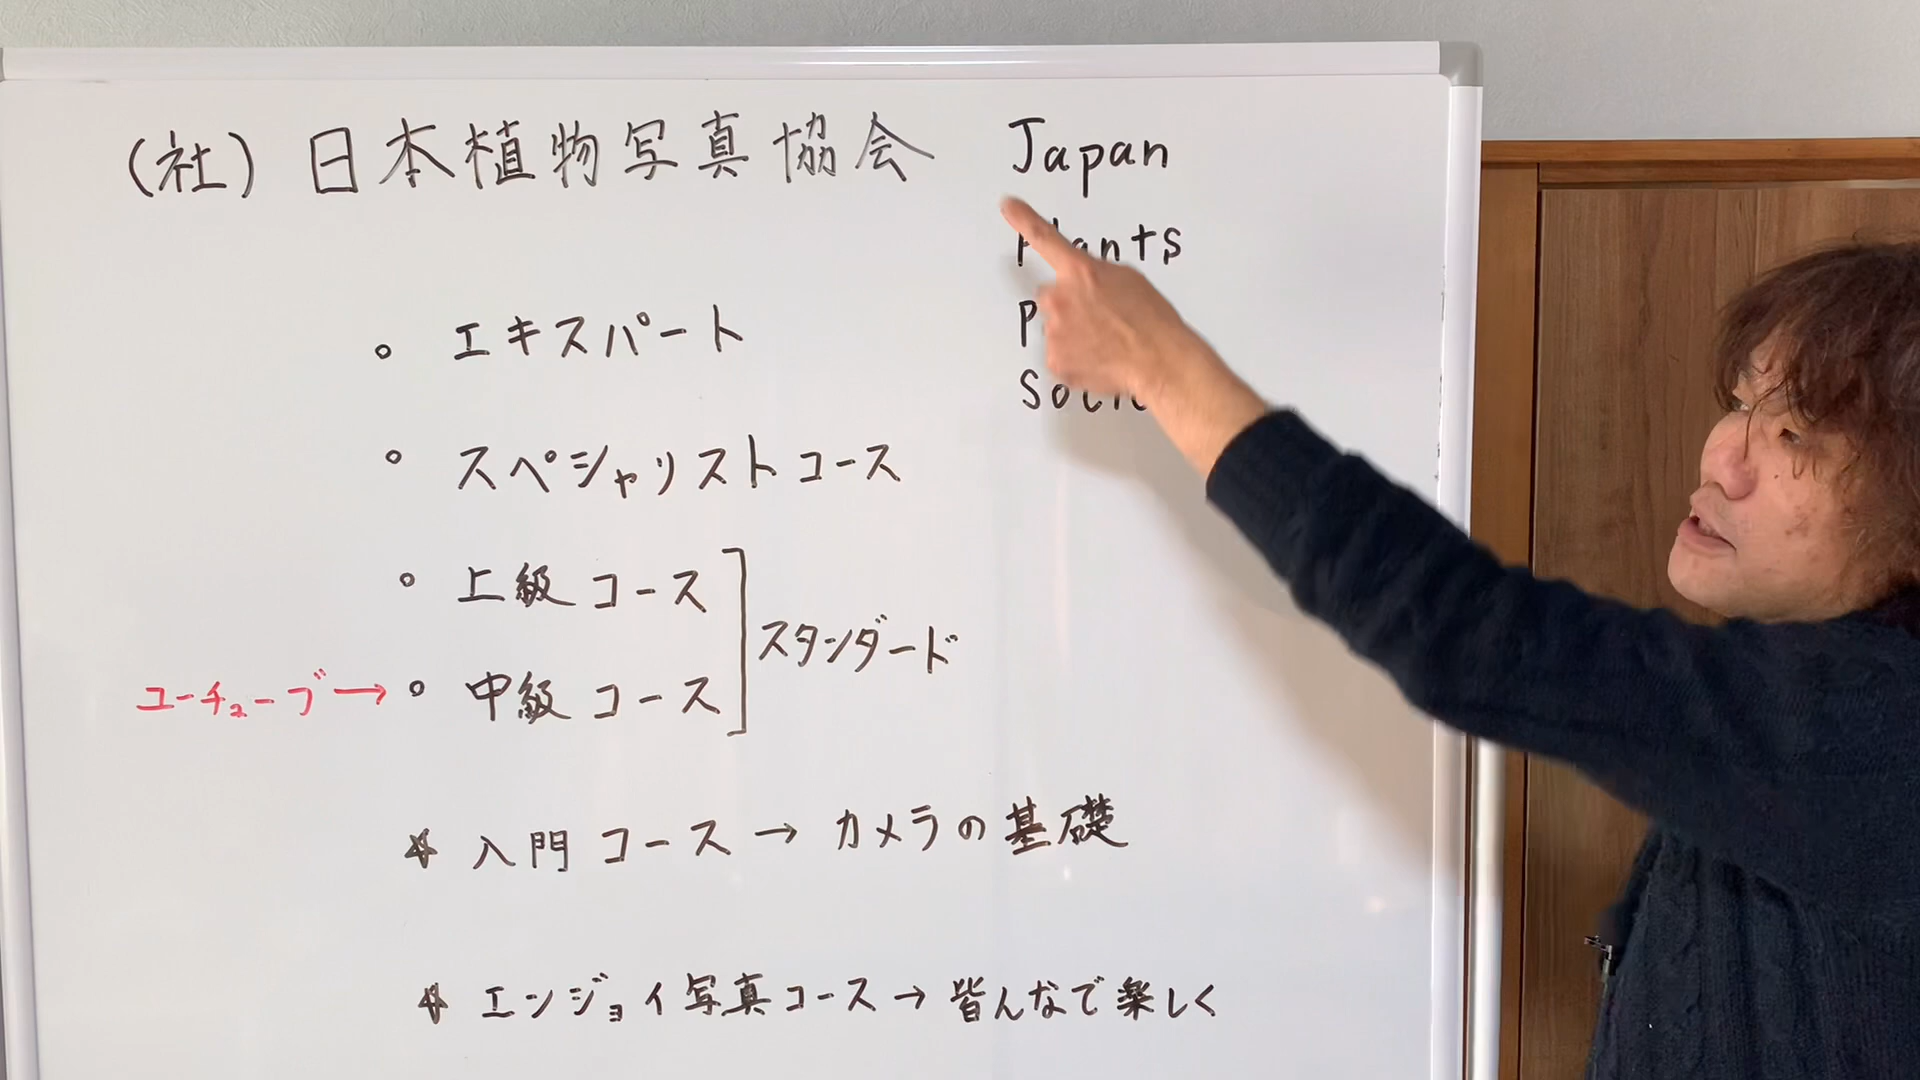 (社) 日本植物写真協会
Japan
Plants
。 エキスパート
。 スペシャリストコース
。 上級コース
スタンダード
ユーチューブ → 。 中級コース
☆ 入門コース → カメラの基礎
☆ エンジョイ写真コース → 皆んなで楽しく